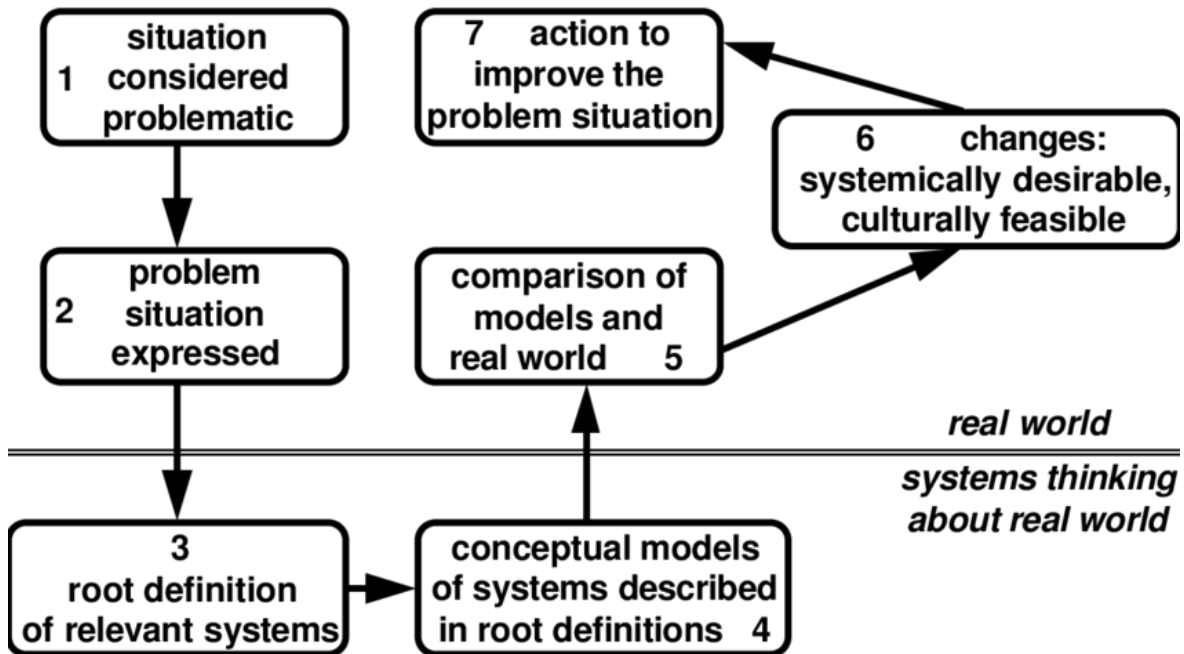 situation
1 considered
problematic
2 problem
situation
expressed
3
root definition
of relevant systems
conceptual models
of systems described
in root definitions 4
comparison of
models and
real world 5
6 changes:
systemically desirable,
culturally feasible
7 action to
improve the
problem situation
real world
systems thinking
about real world